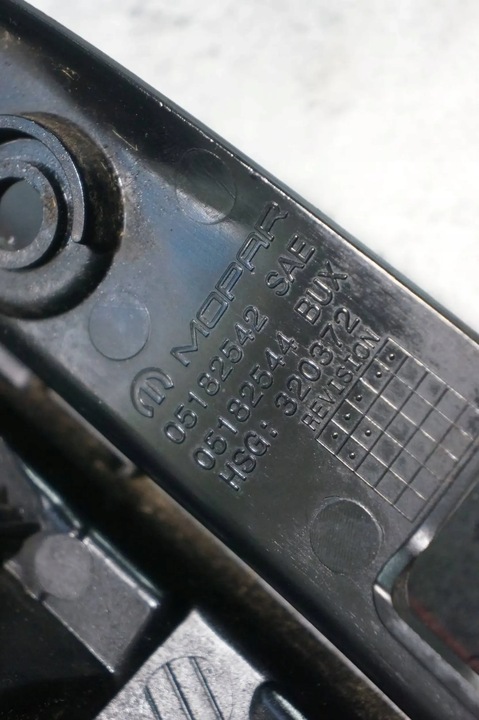 MOPAR
05182542 SAE
05182544 BUX
HSG: 320372
REVISION